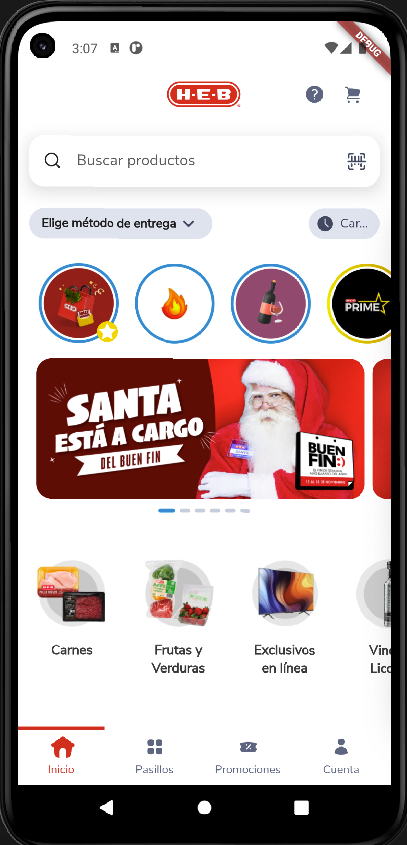 3:07
DEBUG
H-E-B
Buscar productos
Elige método de entrega
Car...
PRIME
SANTA
ESTÁ A CARGO
DEL BUEN FIN
BUEN
FIN:)
Carnes
Frutas y
Verduras
Exclusivos
en línea
Vin
Lico
Inicio
Pasillos
Promociones
Cuenta